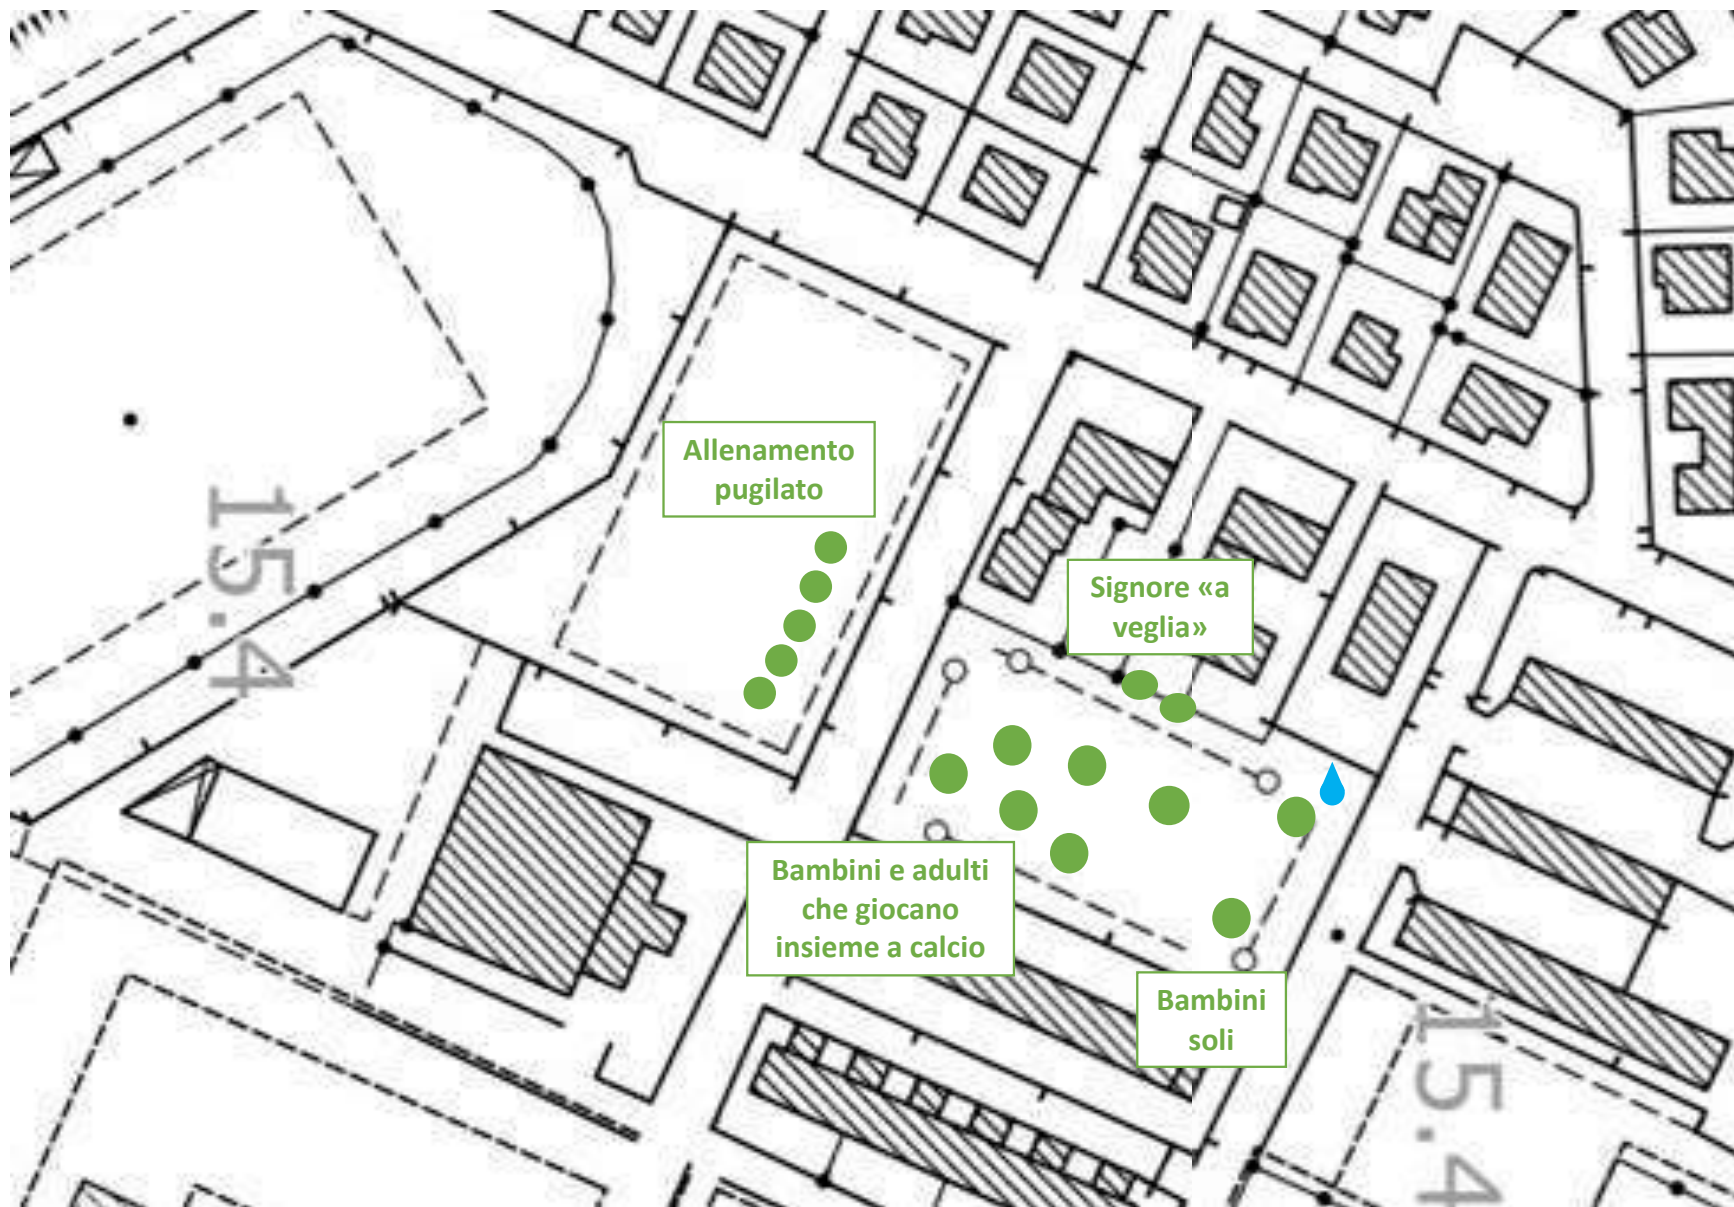 Allenamento
pugilato
15.4
Signore «a
veglia»
Bambini e adulti
che giocano
insieme a calcio
Bambini
soli
15.4